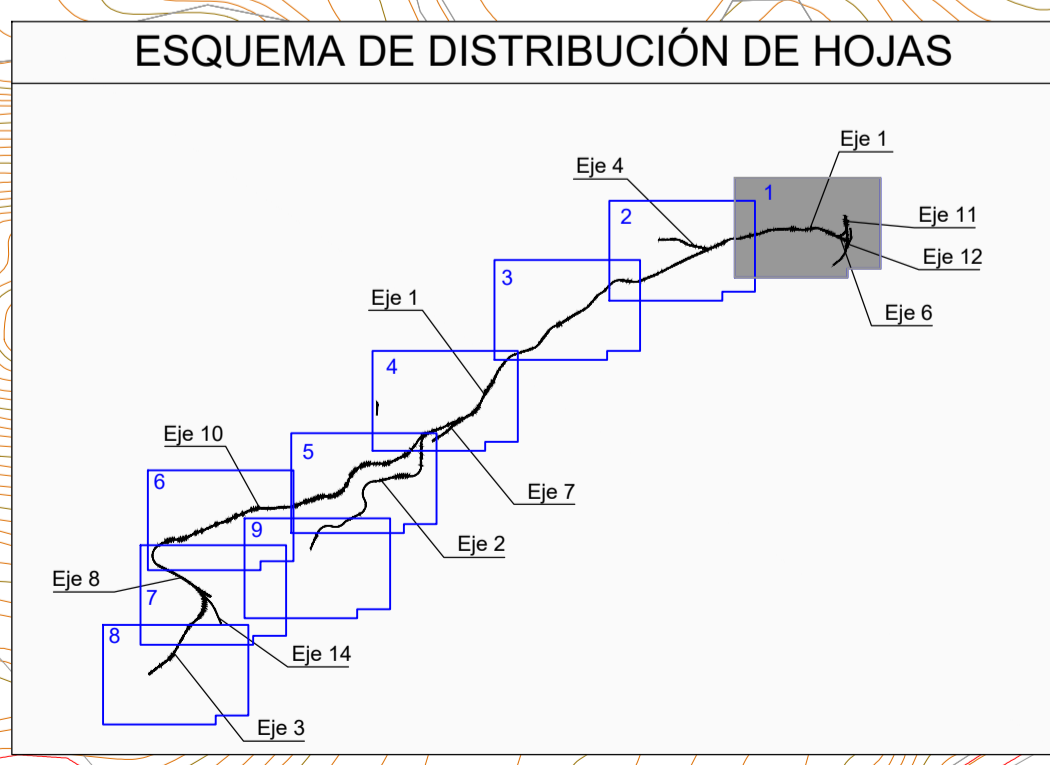 ESQUEMA DE DISTRIBUCIÓN DE HOJAS
Eje 1
Eje 4
1
2
Eje 11
Eje 12
3
Eje 1
Eje 6
4
Eje 10
5
6
Eje 7
9
Eje 2
Eje 8
7
8
Eje 14
Eje 3